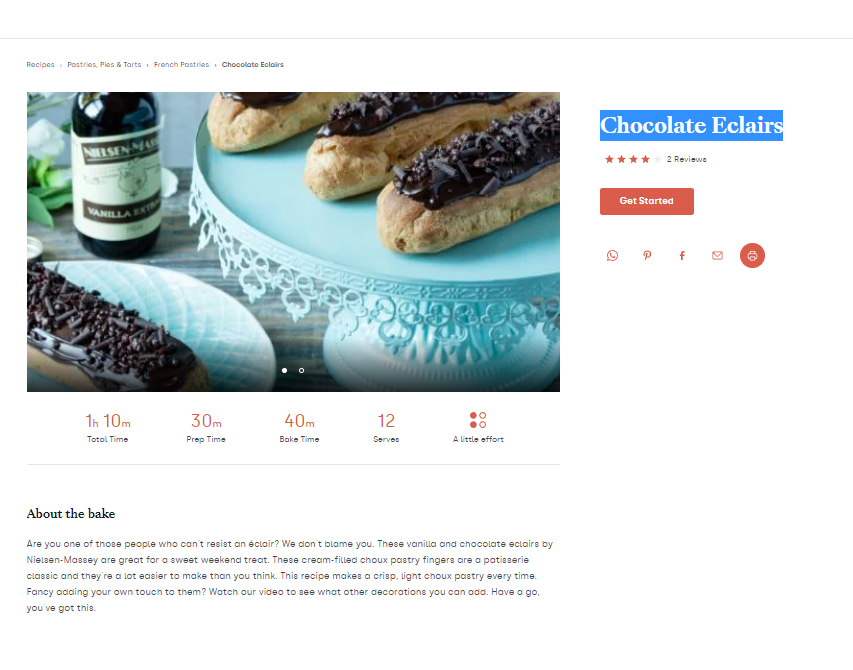 Recipes › Pastries, Pies & Tarts › French Pastries › Chocolate Eclairs
NIELSEN-MAS
VANILLA EXTRA
Chocolate Eclairs
2 Reviews
Get Started
1h 10m
Total Time
30m
Prep Time
40m
Bake Time
12
Serves
A little effort
About the bake
Are you one of those people who can't resist an éclair? We don't blame you. These vanilla and chocolate eclairs by
Nielsen-Massey are great for a sweet weekend treat. These cream-filled choux pastry fingers are a patisserie
classic and they're a lot easier to make than you think. This recipe makes a crisp, light choux pastry every time.
Fancy adding your own touch to them? Watch our video to see what other decorations you can add. Have a go,
you've got this.